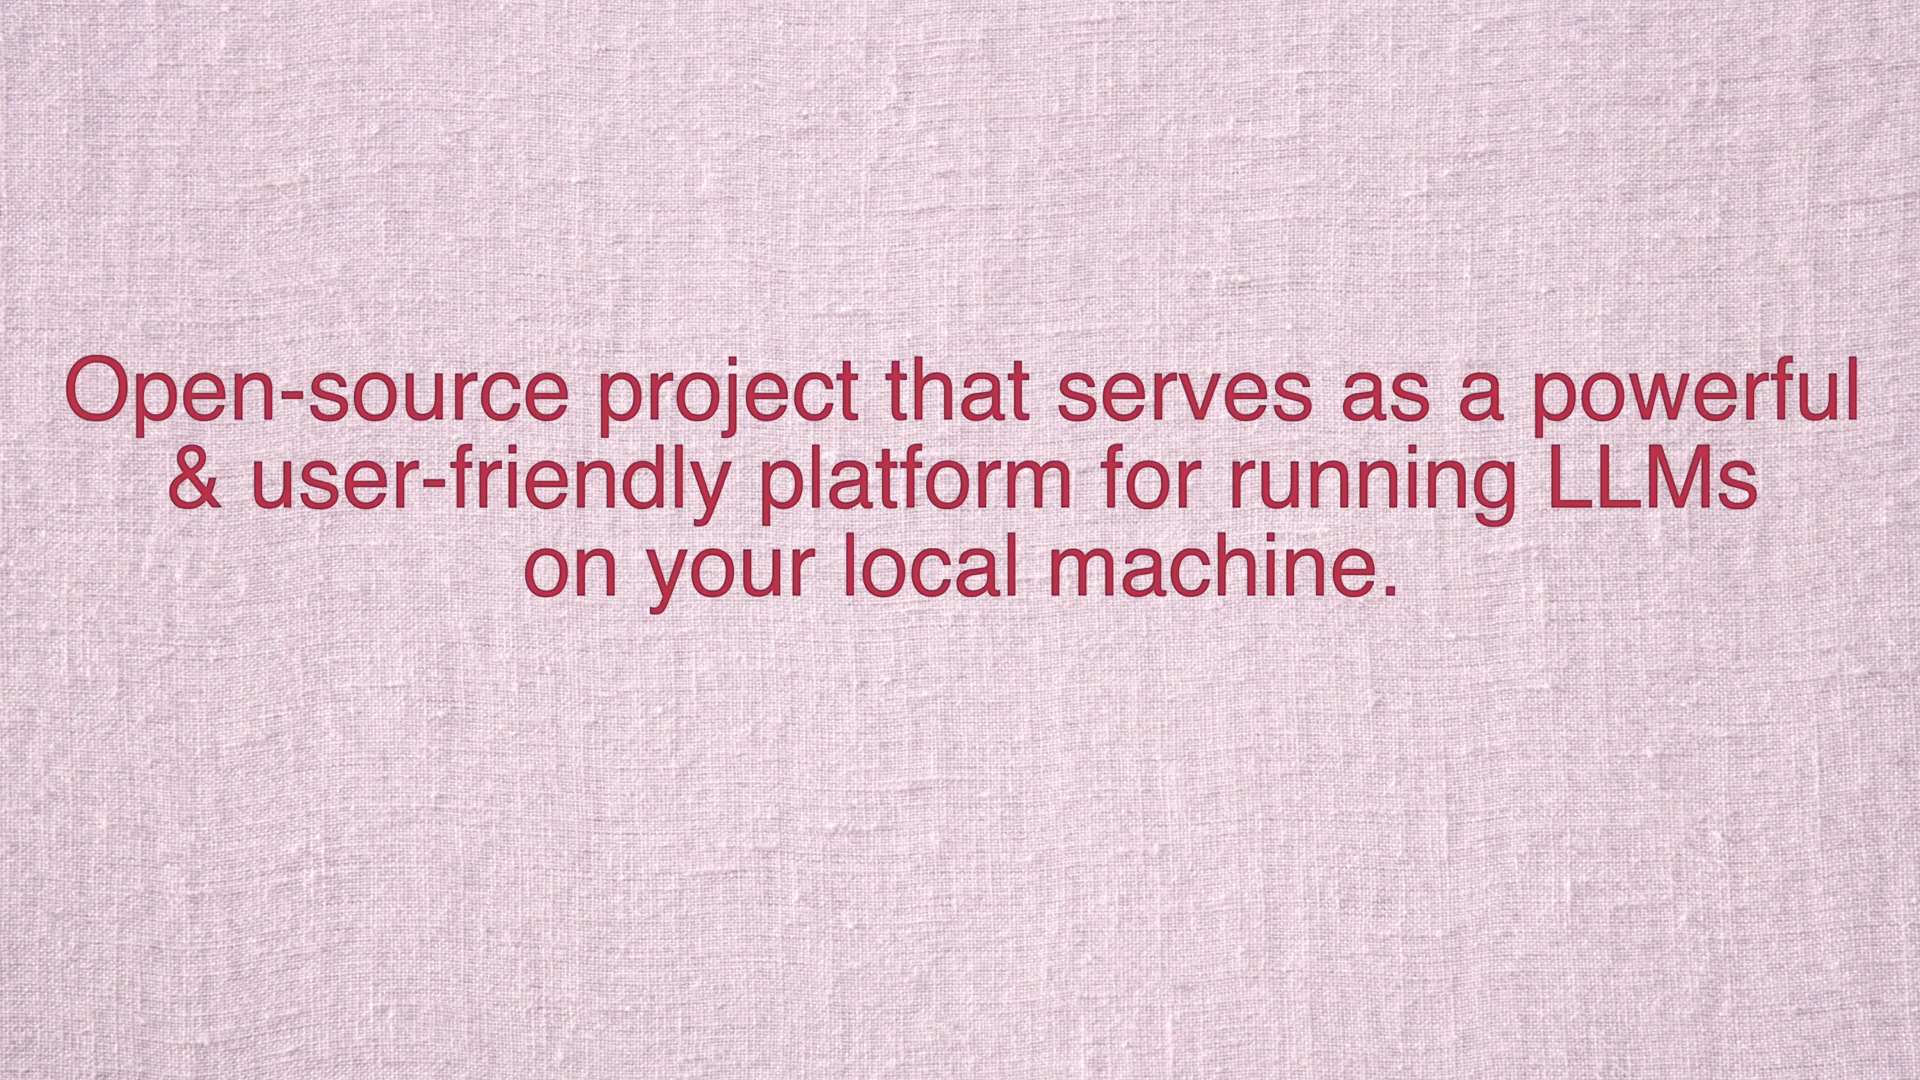 Open-source project that serves as a powerful
& user-friendly platform for running LLMs
on your local machine.